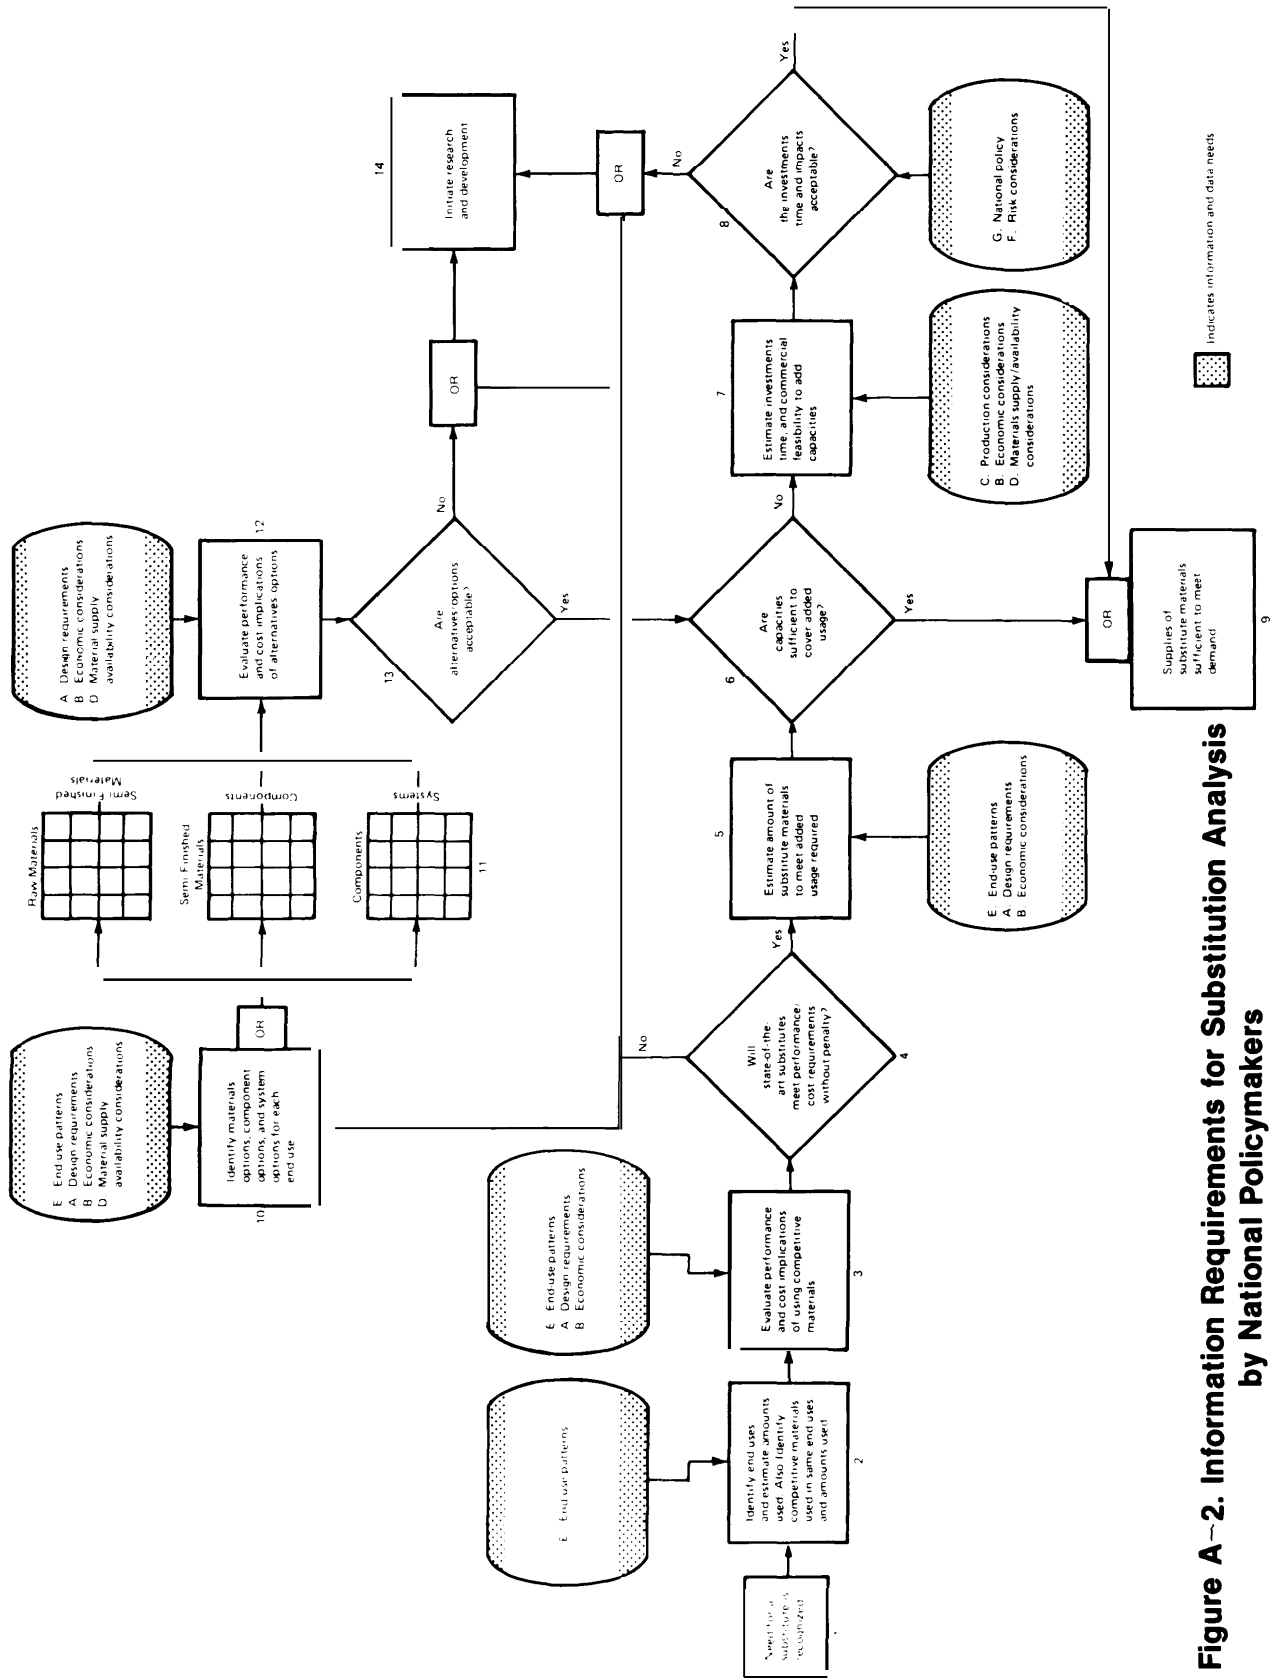 Need for a
substitute is
recognized
E. End use patterns
Identify end uses
and estimate amounts
used. Also Identify
competitive materials
used in same end uses
and amounts used
2
E. End-use patterns
A. Design requirements
B. Economic considerations
Evaluate performance
and cost implications
of using competitive
materials
3
Will
state-of-the-
art substitutes
meet performance/
cost requirements
without penalty?
4
No
Yes
5
Estimate amount of
substitute materials
to meet added
usage required
E. End-use patterns
A. Design requirements
B. Economic considerations
6
Are
capacities
sufficient to
cover added
usage?
No
Yes
7
Estimate investments
time, and commercial
feasibility to add
capacities
C. Production considerations
B. Economic considerations
D. Materials supply/availability
considerations
8
Are
the investments
time and impacts
acceptable?
No
Yes
G. National policy
F. Risk considerations
OR
OR
Supplies of
substitute materials
sufficient to meet
demand
9
E. End-use patterns
A. Design requirements
B. Economic considerations
D. Material supply
availability considerations
Identify materials
options, component
options, and system
options for each
end use
10
OR
Raw Materials
Semi Finished
Materials
Semi Finished
Materials
Components
Components
Systems
11
A. Design requirements
B. Economic considerations
D. Material supply
availability considerations
12
Evaluate performance
and cost implications
of alternatives options
13
Are
alternatives options
acceptable?
No
Yes
OR
14
Initiate research
and development
Indicates information and data needs
Figure A-2. Information Requirements for Substitution Analysis
by National Policymakers